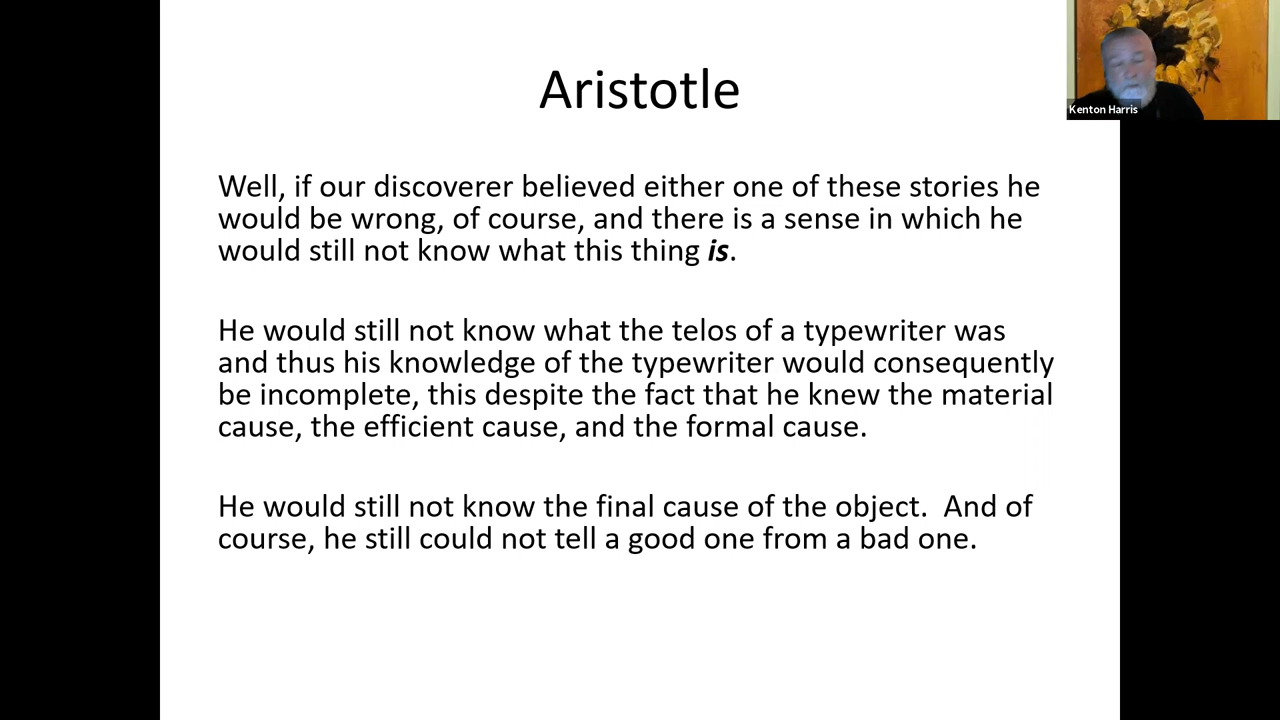 Aristotle
Kenton Harris
Well, if our discoverer believed either one of these stories he
would be wrong, of course, and there is a sense in which he
would still not know what this thing is.
He would still not know what the telos of a typewriter was
and thus his knowledge of the typewriter would consequently
be incomplete, this despite the fact that he knew the material
cause, the efficient cause, and the formal cause.
He would still not know the final cause of the object.  And of
course, he still could not tell a good one from a bad one.